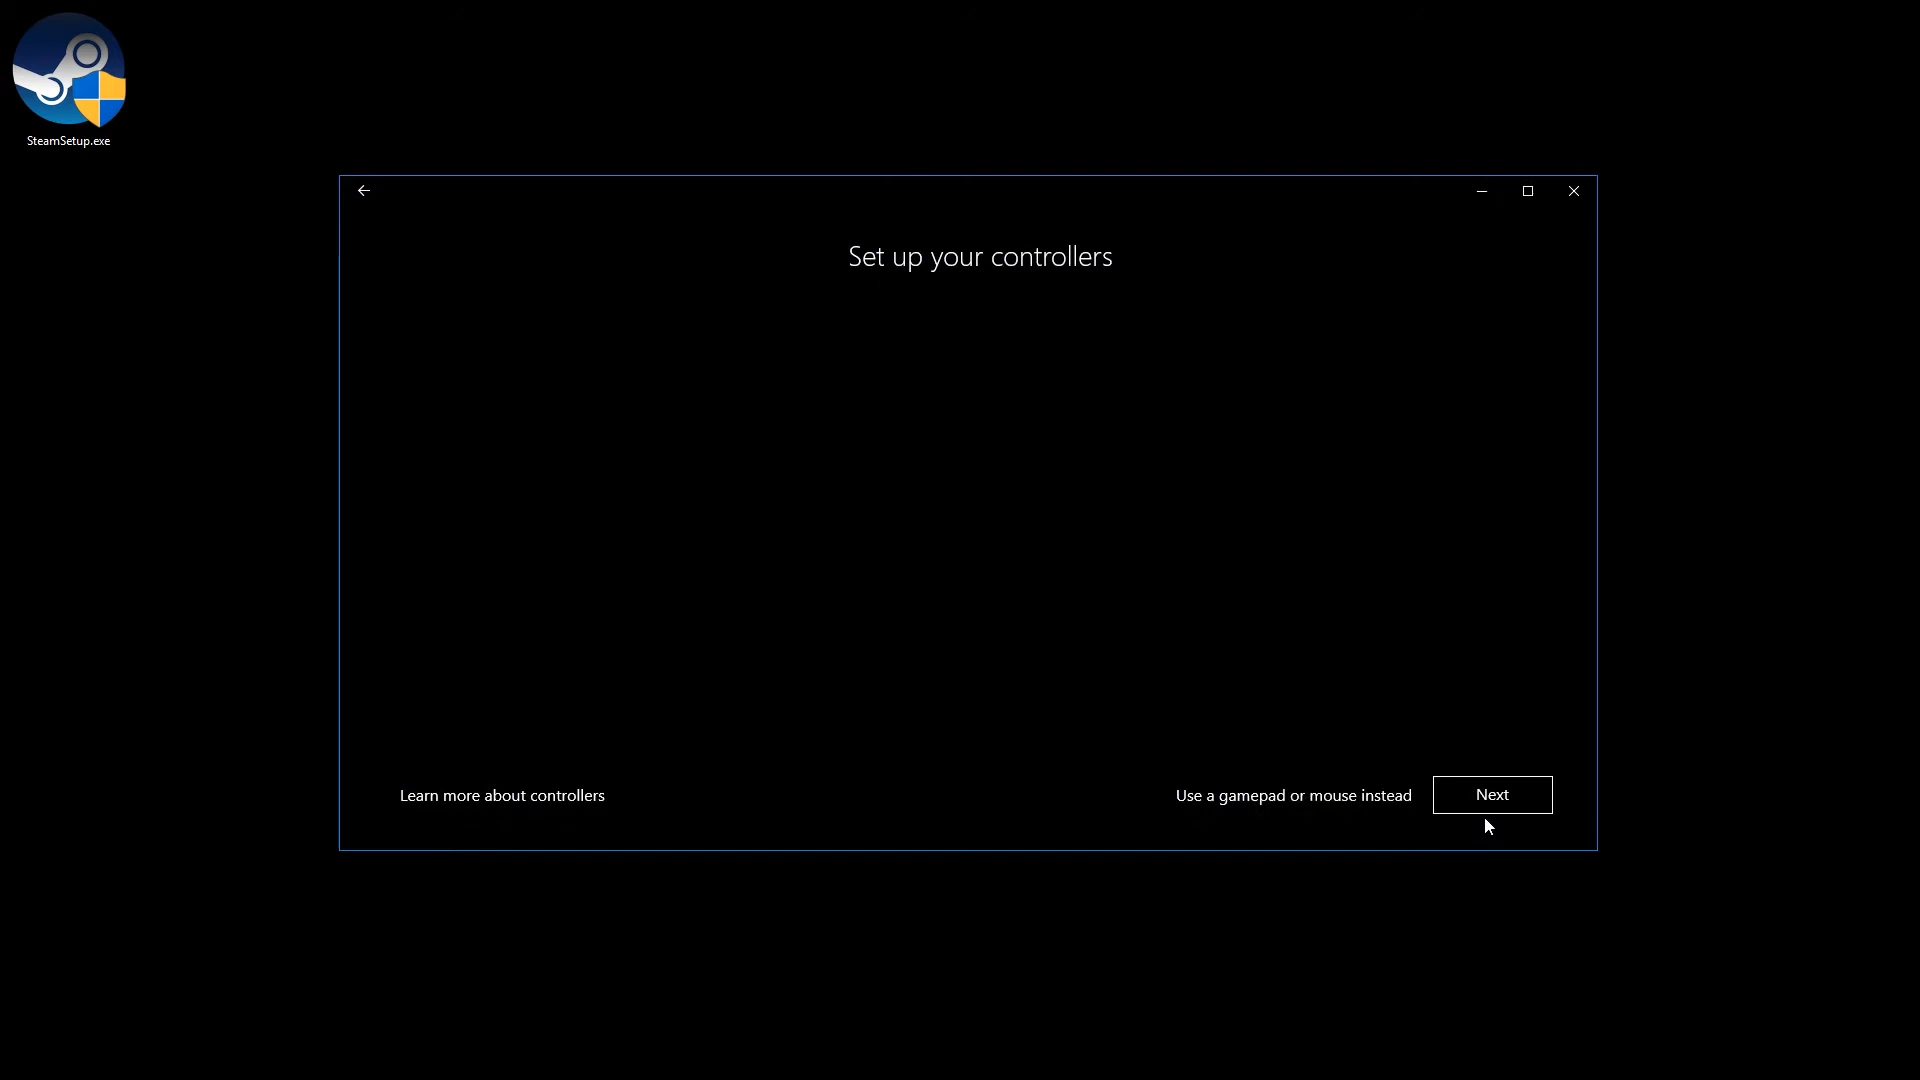 SteamSetup.exe
Set up your controllers
Learn more about controllers
Use a gamepad or mouse instead
Next